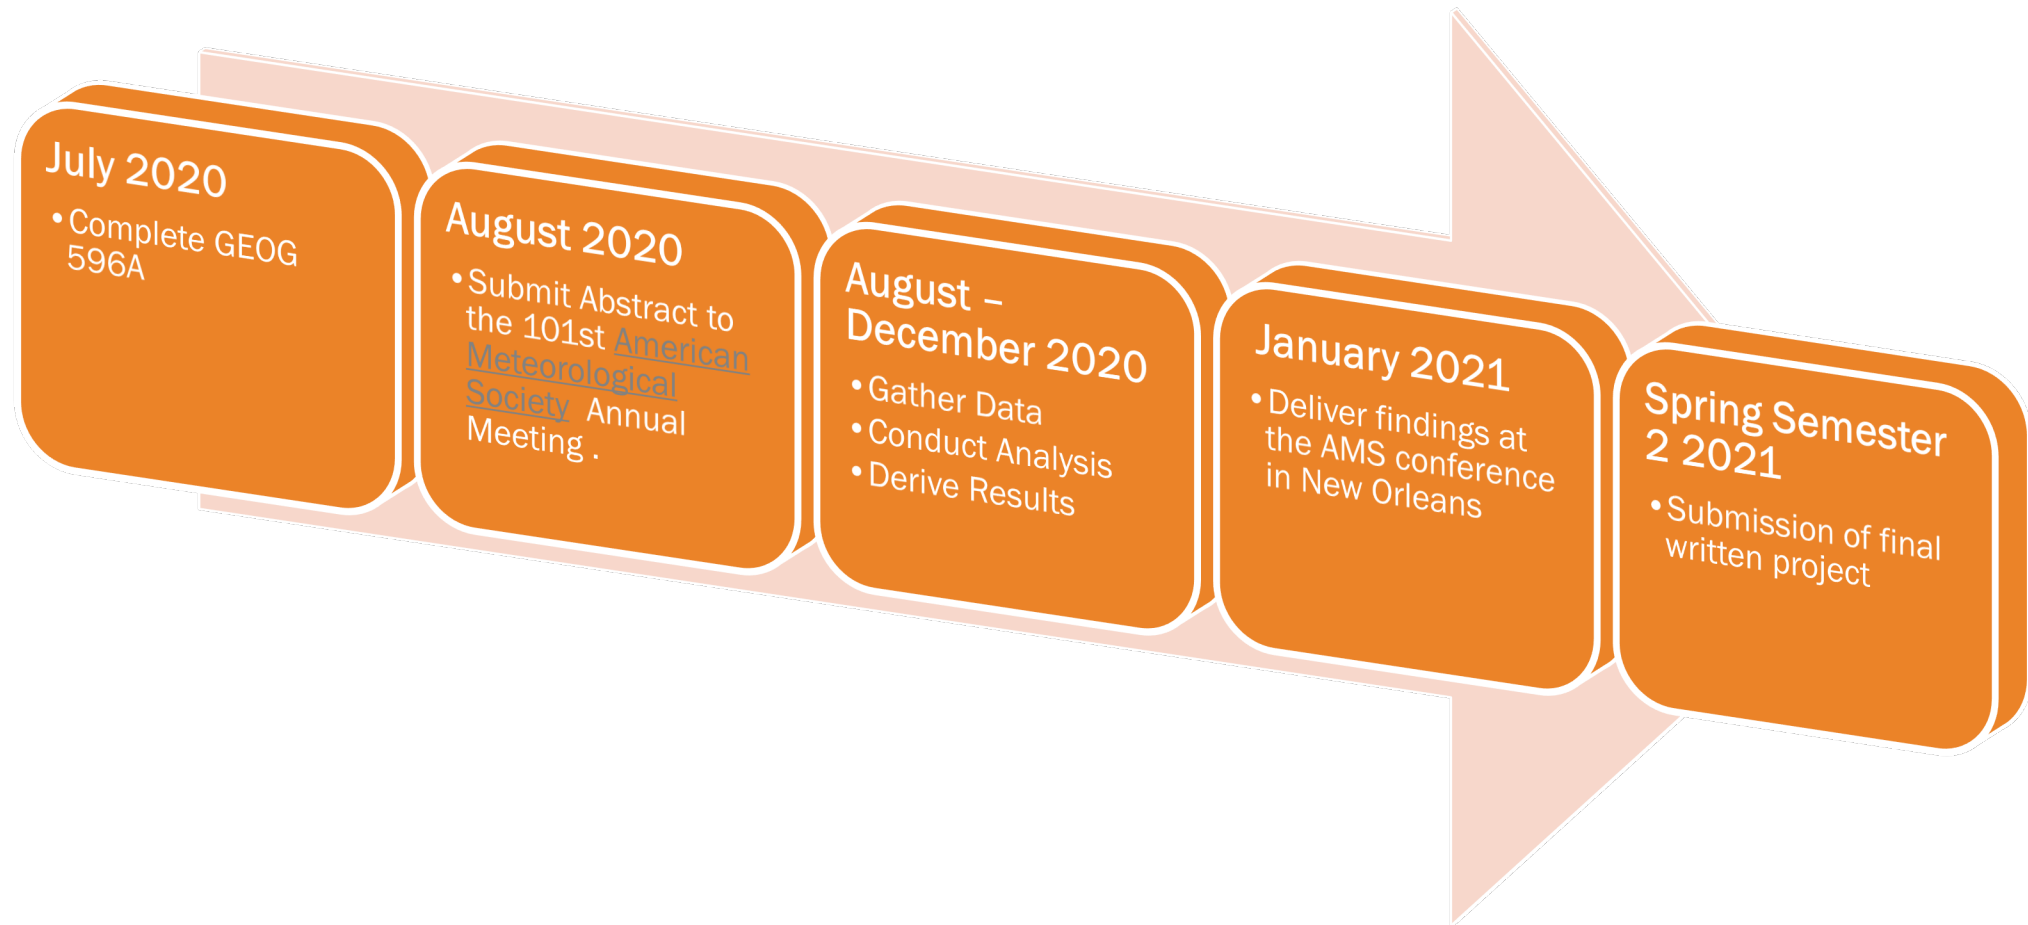 July 2020
• Complete GEOG
596A
August 2020
• Submit Abstract to
the 101st American
Meteorological
Society  Annual
Meeting .
August –
December 2020
• Gather Data
• Conduct Analysis
• Derive Results
January 2021
• Deliver findings at
the AMS conference
in New Orleans
Spring Semester
2 2021
• Submission of final
written project